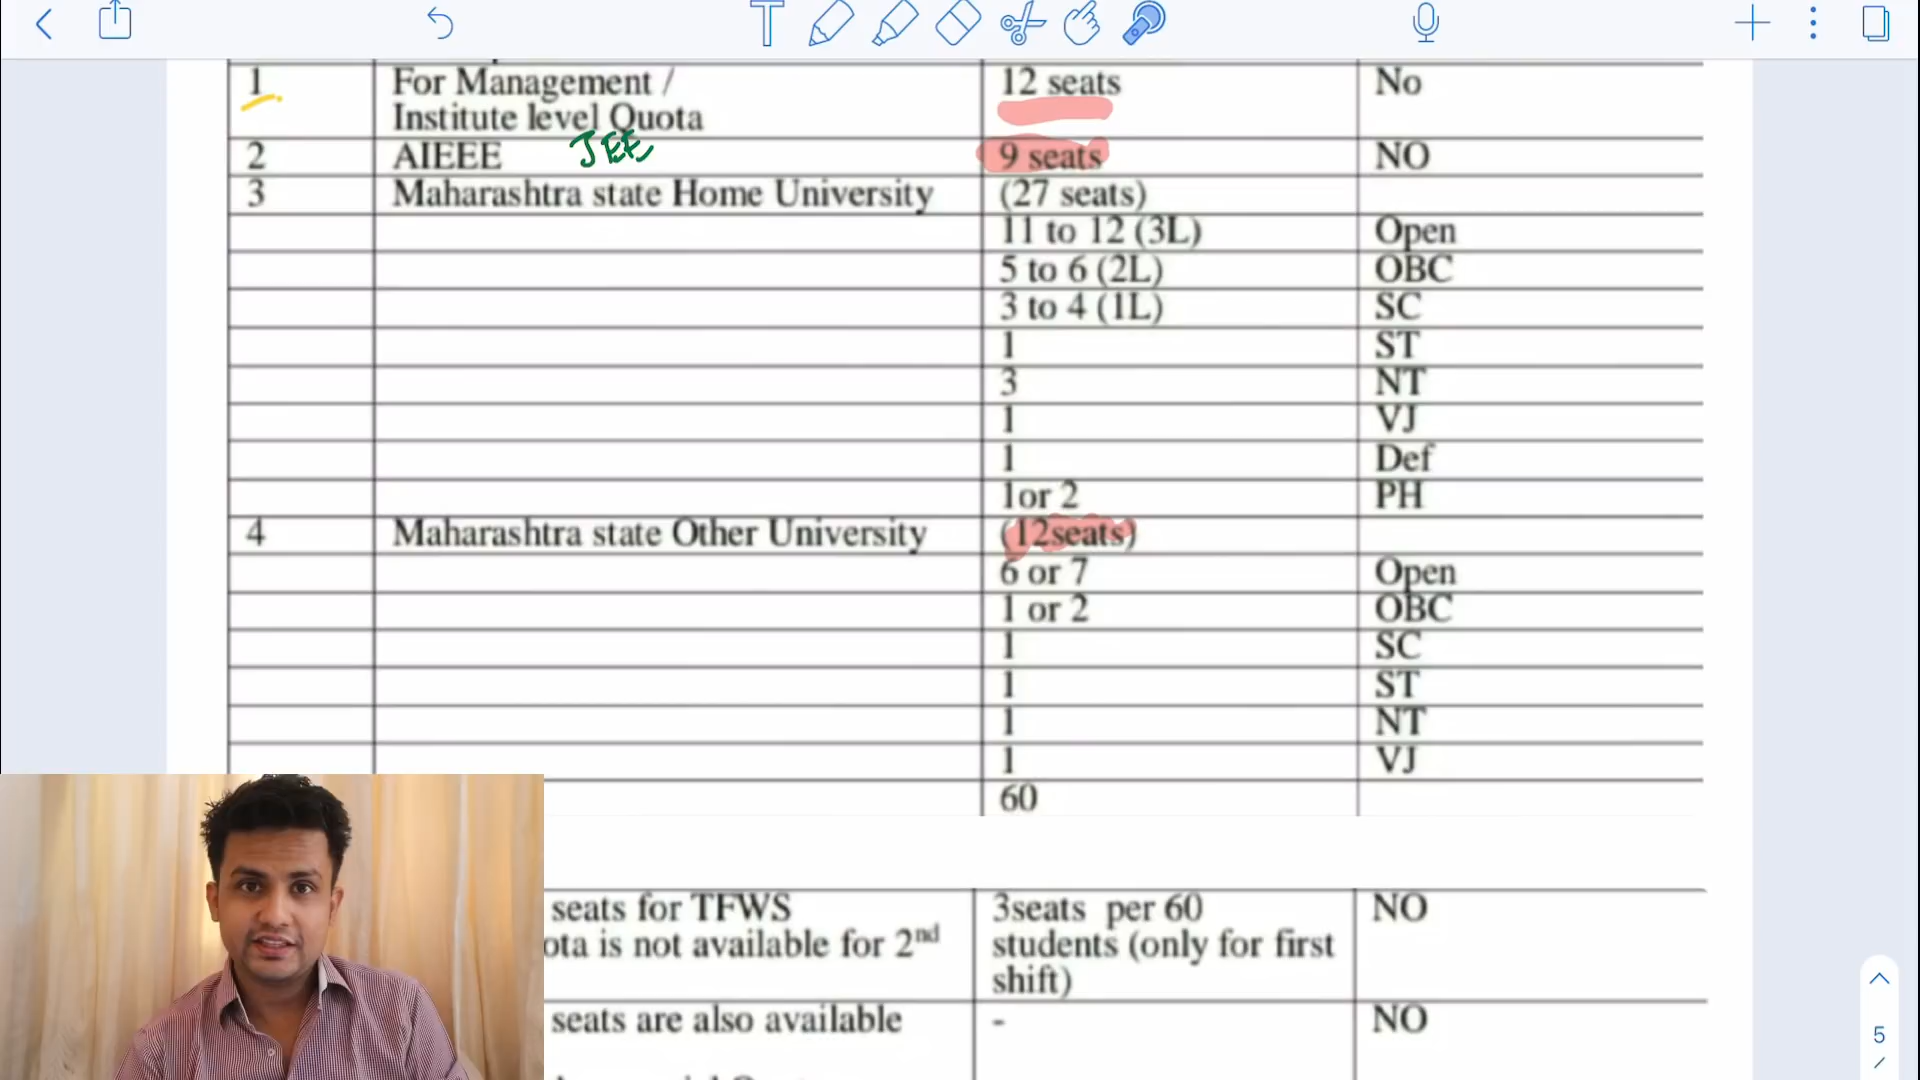 1 For Management / 12 seats No
Institute level Quota
JEE
2 AIEEE 9 seats NO
3 Maharashtra state Home University (27 seats)
11 to 12 (3L) Open
5 to 6 (2L) OBC
3 to 4 (1L) SC
1 ST
3 NT
1 VJ
1 Def
1or 2 PH
4 Maharashtra state Other University (12seats)
6 or 7 Open
1 or 2 OBC
1 SC
1 ST
1 NT
1 VJ
60
seats for TFWS 3seats per 60 NO
ota is not available for 2nd students (only for first
shift)
seats are also available - NO
5